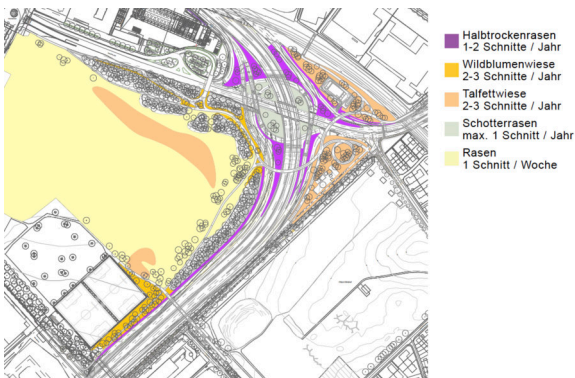 Halbtrockenrasen
1-2 Schnitte / Jahr
Wildblumenwiese
2-3 Schnitte / Jahr
Talfettwiese
2-3 Schnitte / Jahr
Schotterrasen
max. 1 Schnitt / Jahr
Rasen
1 Schnitt / Woche